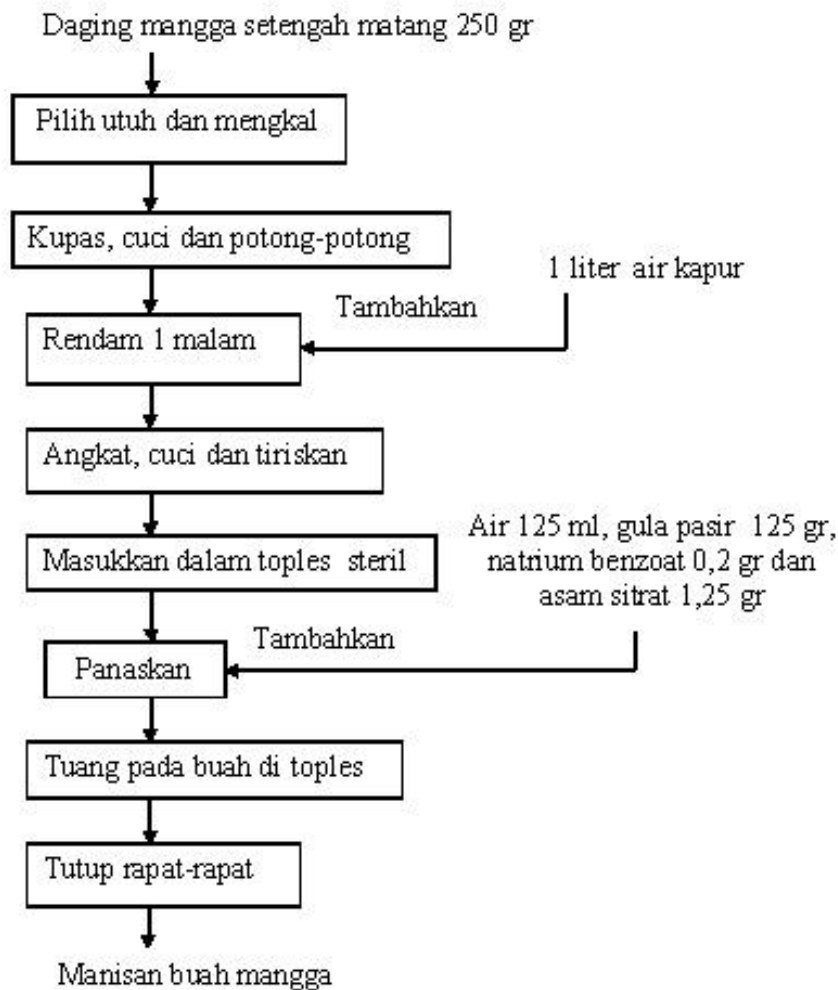 Daging mangga setengah matang 250 gr
Pilih utuh dan mengkal
Kupas, cuci dan potong-potong
1 liter air kapur
Tambahkan
Rendam 1 malam
Angkat, cuci dan tiriskan
Masukkan dalam toples steril
Air 125 ml, gula pasir 125 gr,
natrium benzoat 0,2 gr dan
asam sitrat 1,25 gr
Tambahkan
Panaskan
Tuang pada buah di toples
Tutup rapat-rapat
Manisan buah mangga